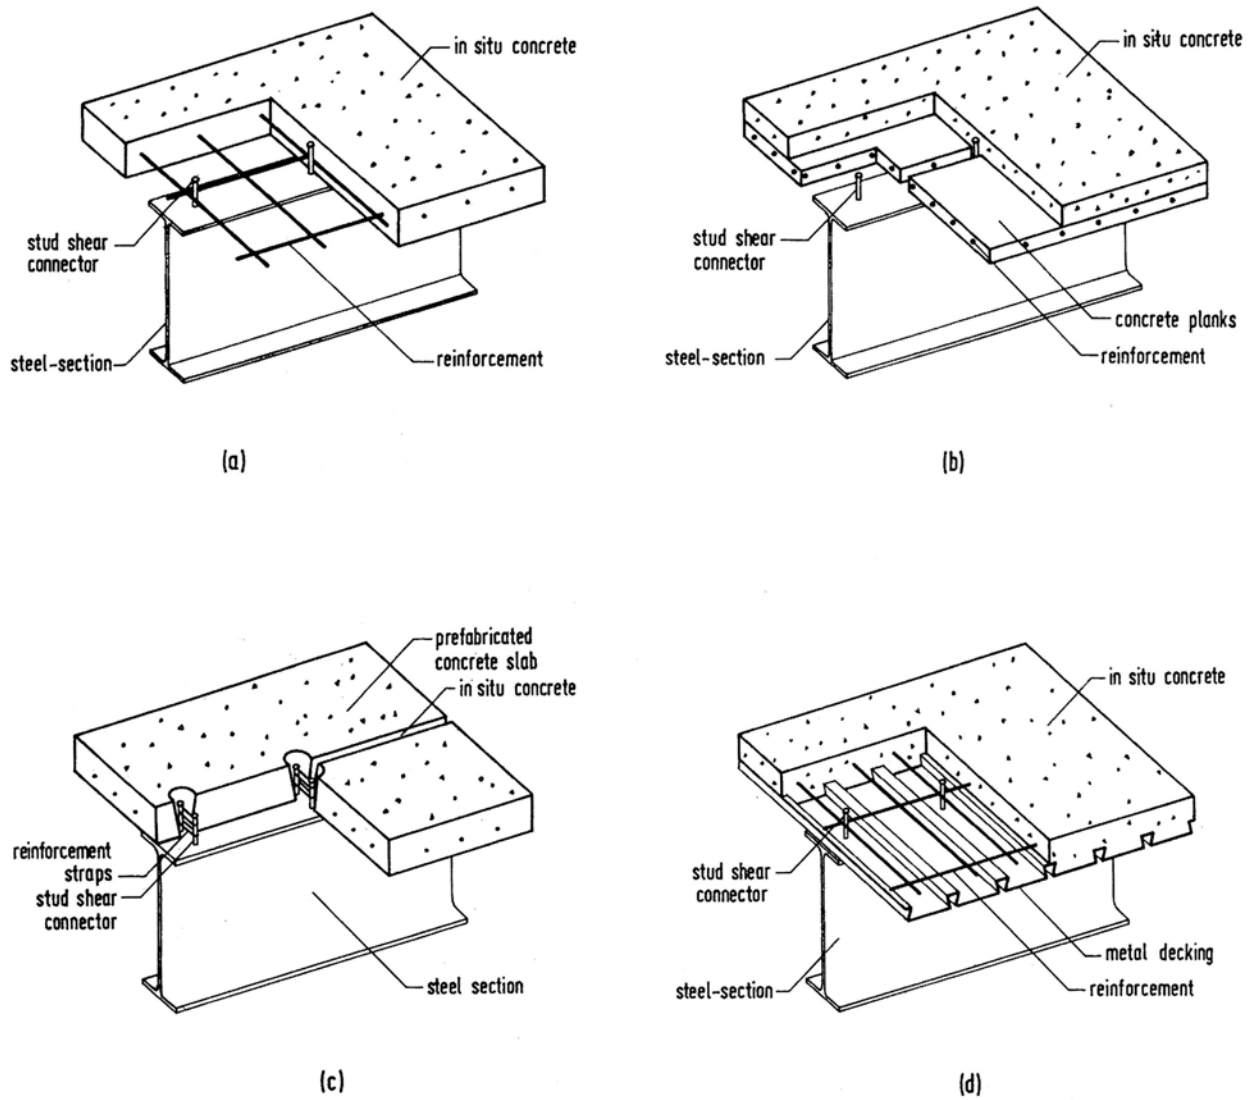 in situ concrete
stud shear
connector
steel-section
reinforcement
(a)
in situ concrete
stud shear
connector
steel-section
concrete planks
reinforcement
(b)
prefabricated
concrete slab
in situ concrete
reinforcement
straps
stud shear
connector
steel section
(c)
in situ concrete
stud shear
connector
steel-section
metal decking
reinforcement
(d)